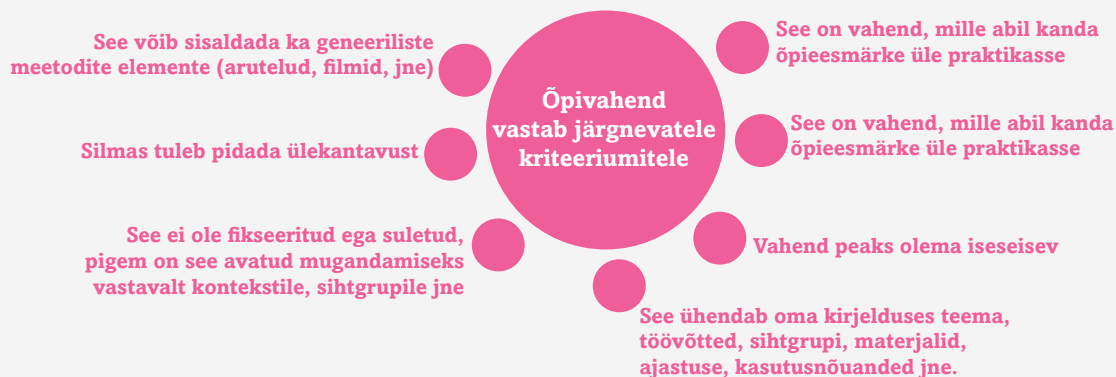 See võib sisaldada ka geneeriliste
meetodite elemente (arutelud, filmid, jne)
Silmas tuleb pidada ülekantavust
See ei ole fikseeritud ega suletud,
pigem on see avatud mugandamiseks
vastavalt kontekstile, sihtgrupile jne
Õpivahend
vastab järgnevatele
kriteeriumitele
See on vahend, mille abil kanda
õpieesmärke üle praktikasse
See on vahend, mille abil kanda
õpieesmärke üle praktikasse
Vahend peaks olema iseseisev
See ühendab oma kirjelduses teema,
töövõtted, sihtgrupi, materjalid,
ajastuse, kasutusnõuanded jne.